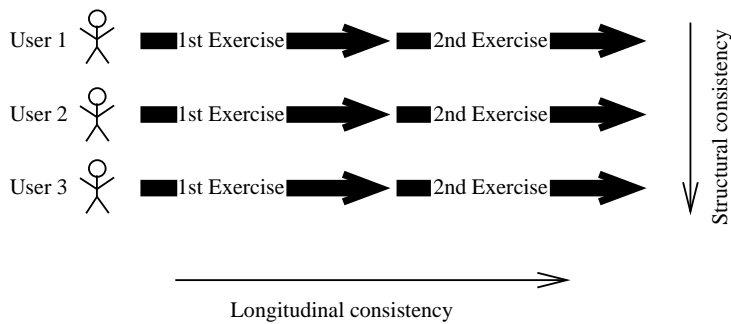 User 1 1st Exercise 2nd Exercise
User 2 1st Exercise 2nd Exercise
User 3 1st Exercise 2nd Exercise
Structural consistency
Longitudinal consistency